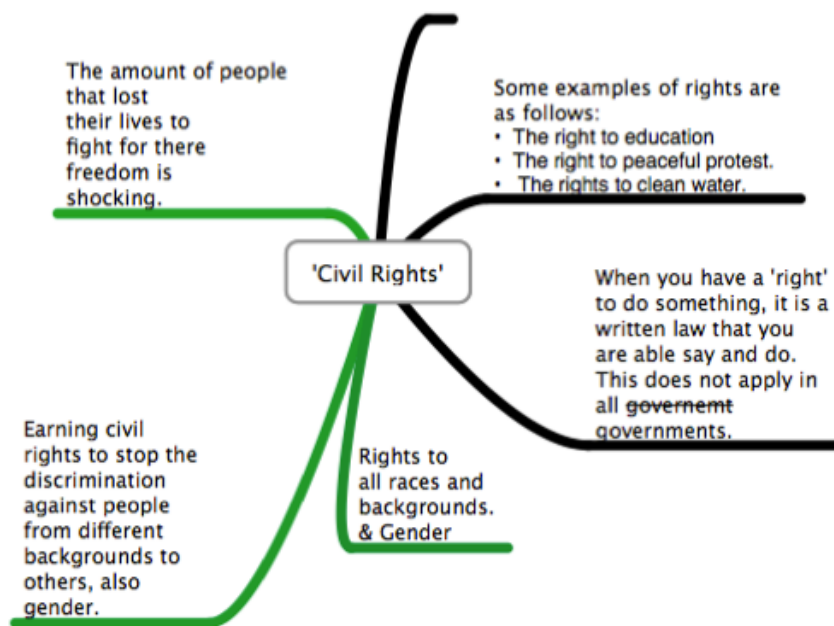 The amount of people
that lost
their lives to
fight for there
freedom is
shocking.
Some examples of rights are
as follows:
• The right to education
• The right to peaceful protest.
• The rights to clean water.
'Civil Rights'
When you have a 'right'
to do something, it is a
written law that you
are able say and do.
This does not apply in
all governemt
governments.
Earning civil
rights to stop the
discrimination
against people
from different
backgrounds to
others, also
gender.
Rights to
all races and
backgrounds.
& Gender